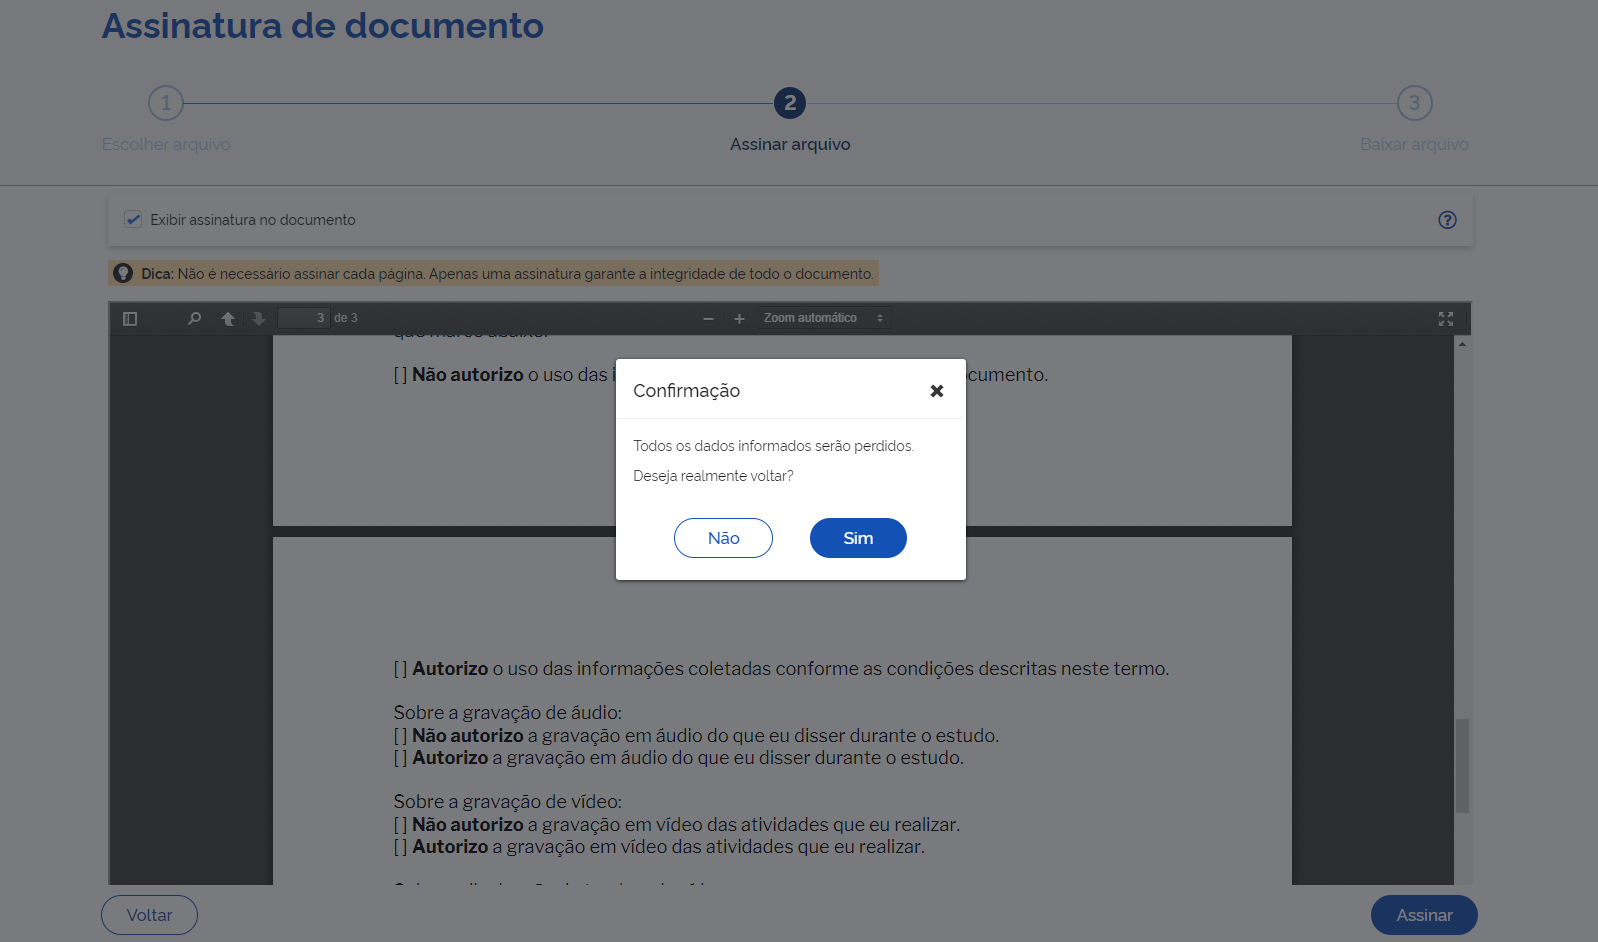 Assinatura de documento
1
2
3
Escolher arquivo
Assinar arquivo
Baixar arquivo
Exibir assinatura no documento
?
Dica: Não é necessário assinar cada página. Apenas uma assinatura garante a integridade de todo o documento.
3 de 3
Zoom automático
[ ] Não autorizo o uso das
Confirmação
Todos os dados informados serão perdidos.
Deseja realmente voltar?
Não
Sim
[ ] Autorizo o uso das informações coletadas conforme as condições descritas neste termo.
Sobre a gravação de áudio:
[ ] Não autorizo a gravação em áudio do que eu disser durante o estudo.
[ ] Autorizo a gravação em áudio do que eu disser durante o estudo.
Sobre a gravação de vídeo:
[ ] Não autorizo a gravação em vídeo das atividades que eu realizar.
[ ] Autorizo a gravação em vídeo das atividades que eu realizar.
Voltar
Assinar